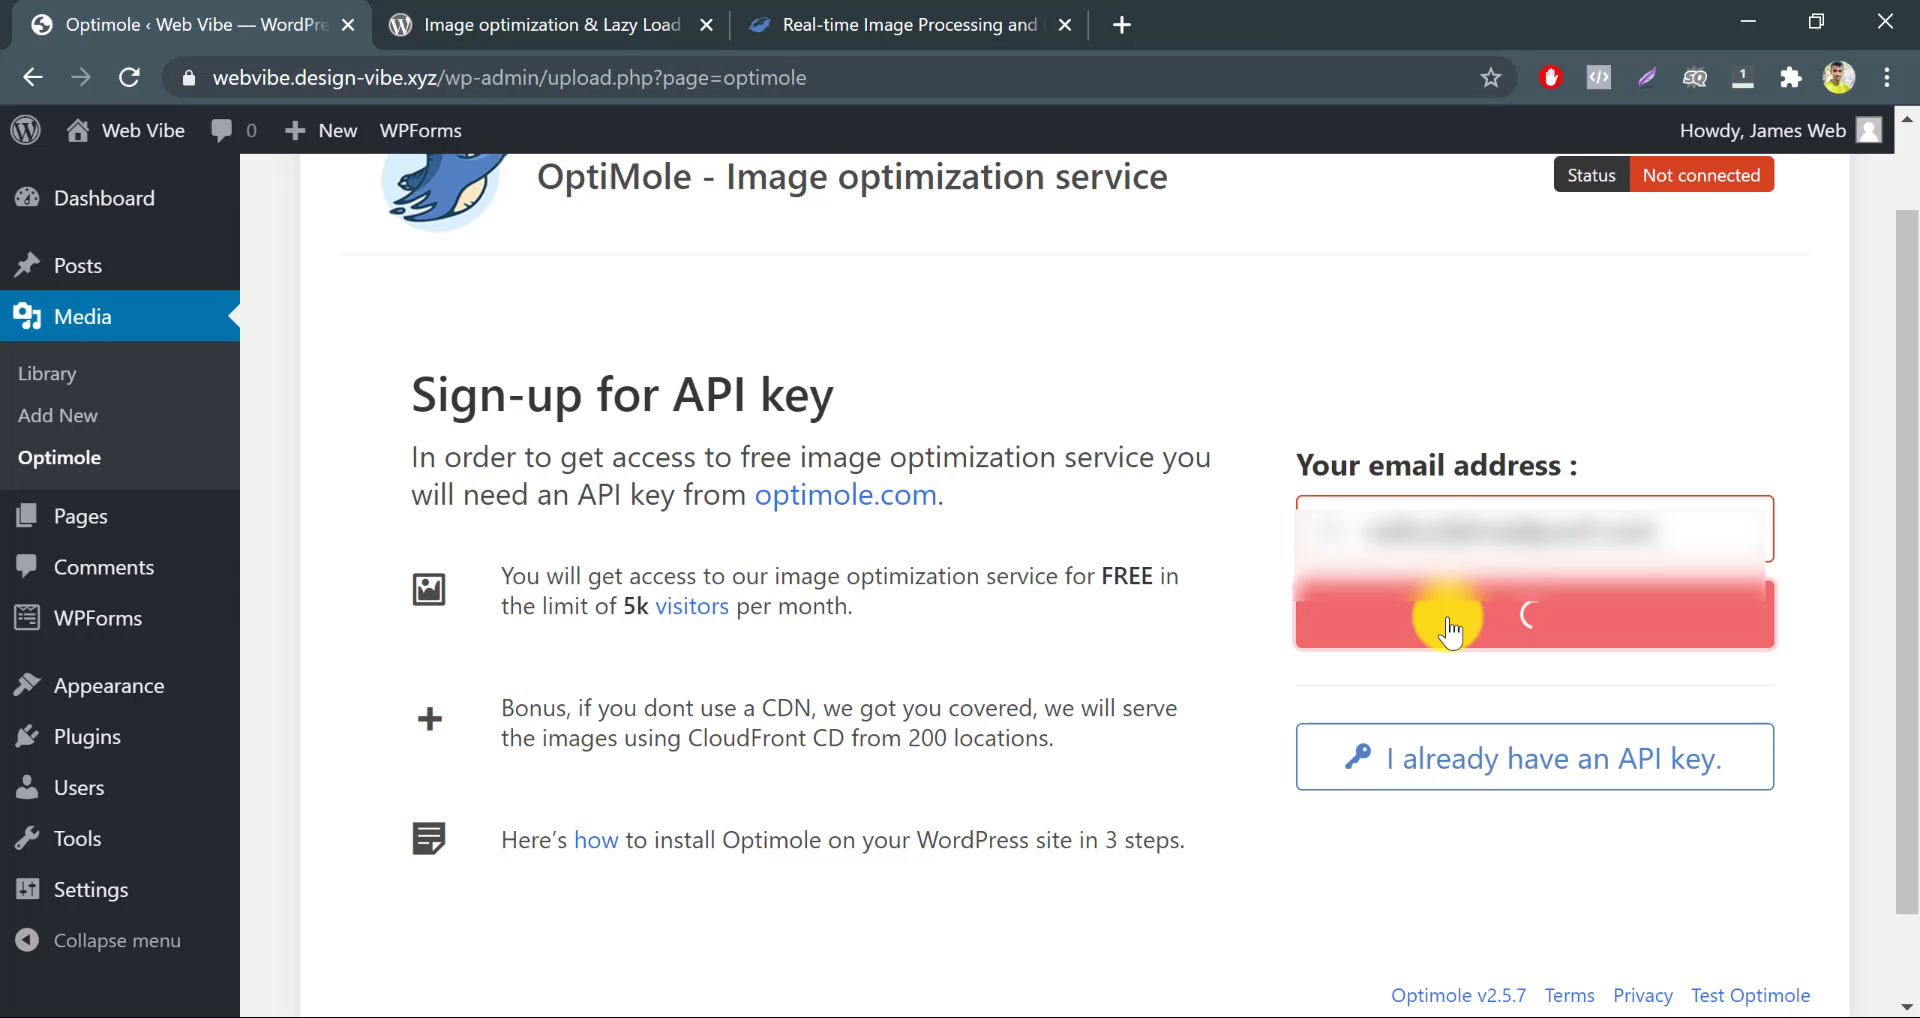 Optimole ‹ Web Vibe — WordPre
Image optimization & Lazy Load
Real-time Image Processing and
webvibe.design-vibe.xyz/wp-admin/upload.php?page=optimole
1
Web Vibe
0
New
WPForms
Howdy, James Web
Dashboard
Posts
Media
Library
Add New
Optimole
Pages
Comments
WPForms
Appearance
Plugins
Users
Tools
Settings
Collapse menu
OptiMole - Image optimization service
Status
Not connected
Sign-up for API key
In order to get access to free image optimization service you
will need an API key from optimole.com.
You will get access to our image optimization service for FREE in
the limit of 5k visitors per month.
Bonus, if you dont use a CDN, we got you covered, we will serve
the images using CloudFront CD from 200 locations.
Here's how to install Optimole on your WordPress site in 3 steps.
Your email address :
I already have an API key.
Optimole v2.5.7
Terms
Privacy
Test Optimole